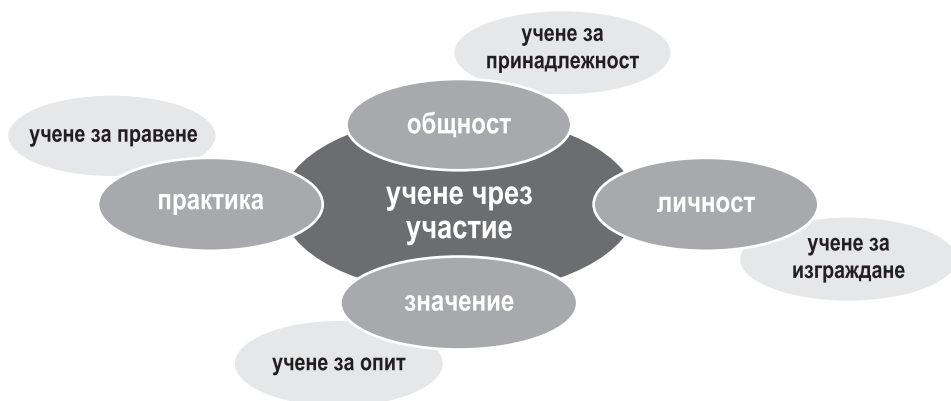 учене за
принадлежност
общност
учене за правене
практика
учене чрез
участие
личност
учене за
изграждане
значение
учене за опит